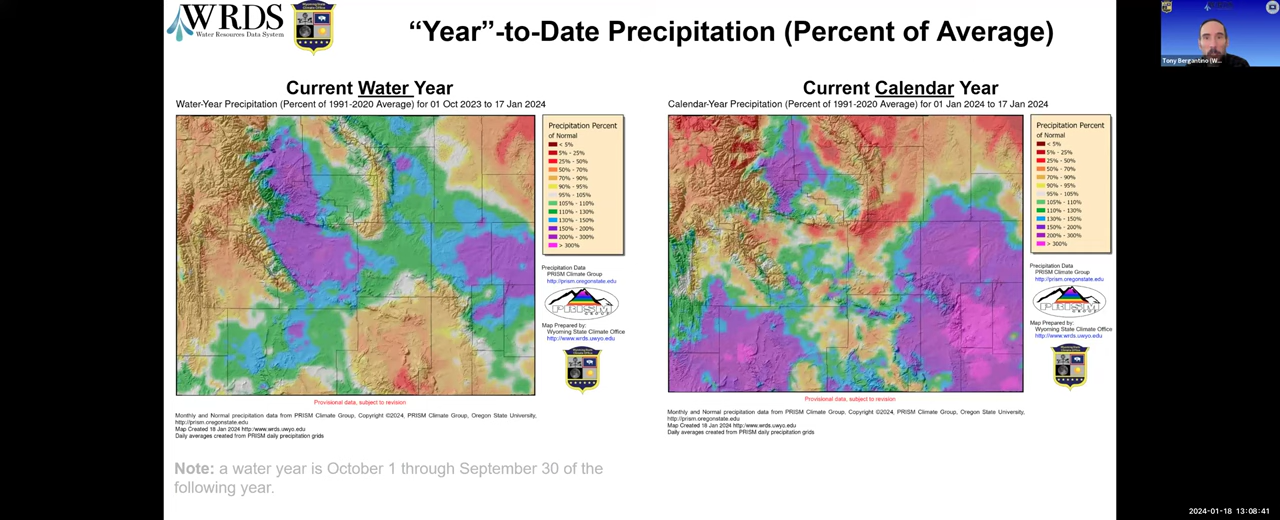 WRDS
Water Resources Data System
"Year"-to-Date Precipitation (Percent of Average)
Tony Bergantino (W...
Current Water Year
Water-Year Precipitation (Percent of 1991-2020 Average) for 01 Oct 2023 to 17 Jan 2024
Precipitation Percent
of Normal
< 5%
5% - 25%
25% - 50%
50% - 70%
70% - 90%
90% - 95%
95% - 105%
105% - 110%
110% - 130%
130% - 150%
150% - 200%
200% - 300%
> 300%
Precipitation Data
PRISM Climate Group
http://prism.oregonstate.edu
PRISM
GROUP
Map Prepared by:
Wyoming State Climate Office
http://www.wrds.uwyo.edu
Provisional data, subject to revision
Monthly and Normal precipitation data from PRISM Climate Group, Copyright ©2024, PRISM Climate Group, Oregon State University,
http://prism.oregonstate.edu
Map Created 18 Jan 2024 http:/www.wrds.uwyo.edu
Daily averages created from PRISM daily precipitation grids
Current Calendar Year
Calendar-Year Precipitation (Percent of 1991-2020 Average) for 01 Jan 2024 to 17 Jan 2024
Precipitation Percent
of Normal
< 5%
5% - 25%
25% - 50%
50% - 70%
70% - 90%
90% - 95%
95% - 105%
105% - 110%
110% - 130%
130% - 150%
150% - 200%
200% - 300%
> 300%
Precipitation Data
PRISM Climate Group
http://prism.oregonstate.edu
PRISM
GROUP
Map Prepared by:
Wyoming State Climate Office
http://www.wrds.uwyo.edu
Provisional data, subject to revision
Monthly and Normal precipitation data from PRISM Climate Group, Copyright ©2024, PRISM Climate Group, Oregon State University,
http://prism.oregonstate.edu
Map Created 18 Jan 2024 http:/www.wrds.uwyo.edu
Daily averages created from PRISM daily precipitation grids
Note: a water year is October 1 through September 30 of the
following year.
2024-01-18 13:08:41